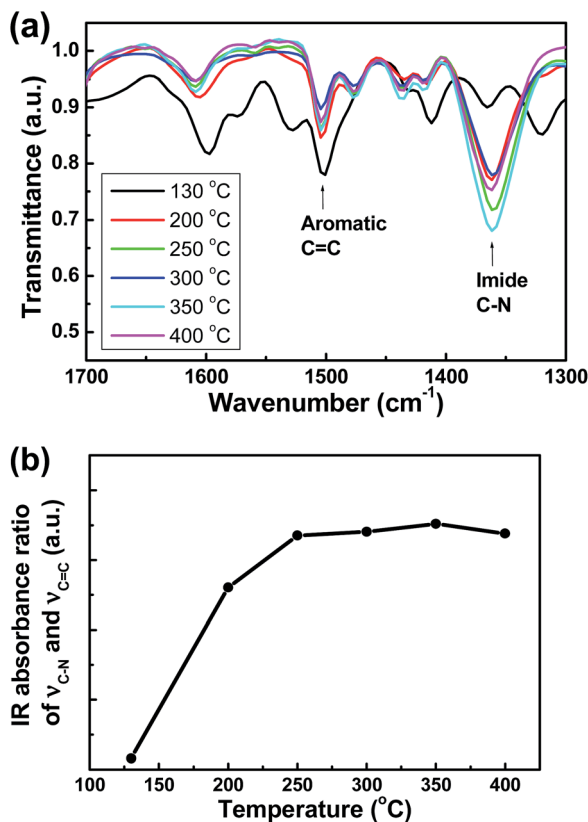 (a)
1.0
0.9
0.8
0.7
0.6
0.5
Transmittance (a.u.)
130 °C
200 °C
250 °C
300 °C
350 °C
400 °C
Aromatic
C=C
Imide
C-N
1700 1600 1500 1400 1300
Wavenumber (cm⁻¹)
(b)
IR absorbance ratio
of νC-N and νC=C (a.u.)
100 150 200 250 300 350 400
Temperature (°C)